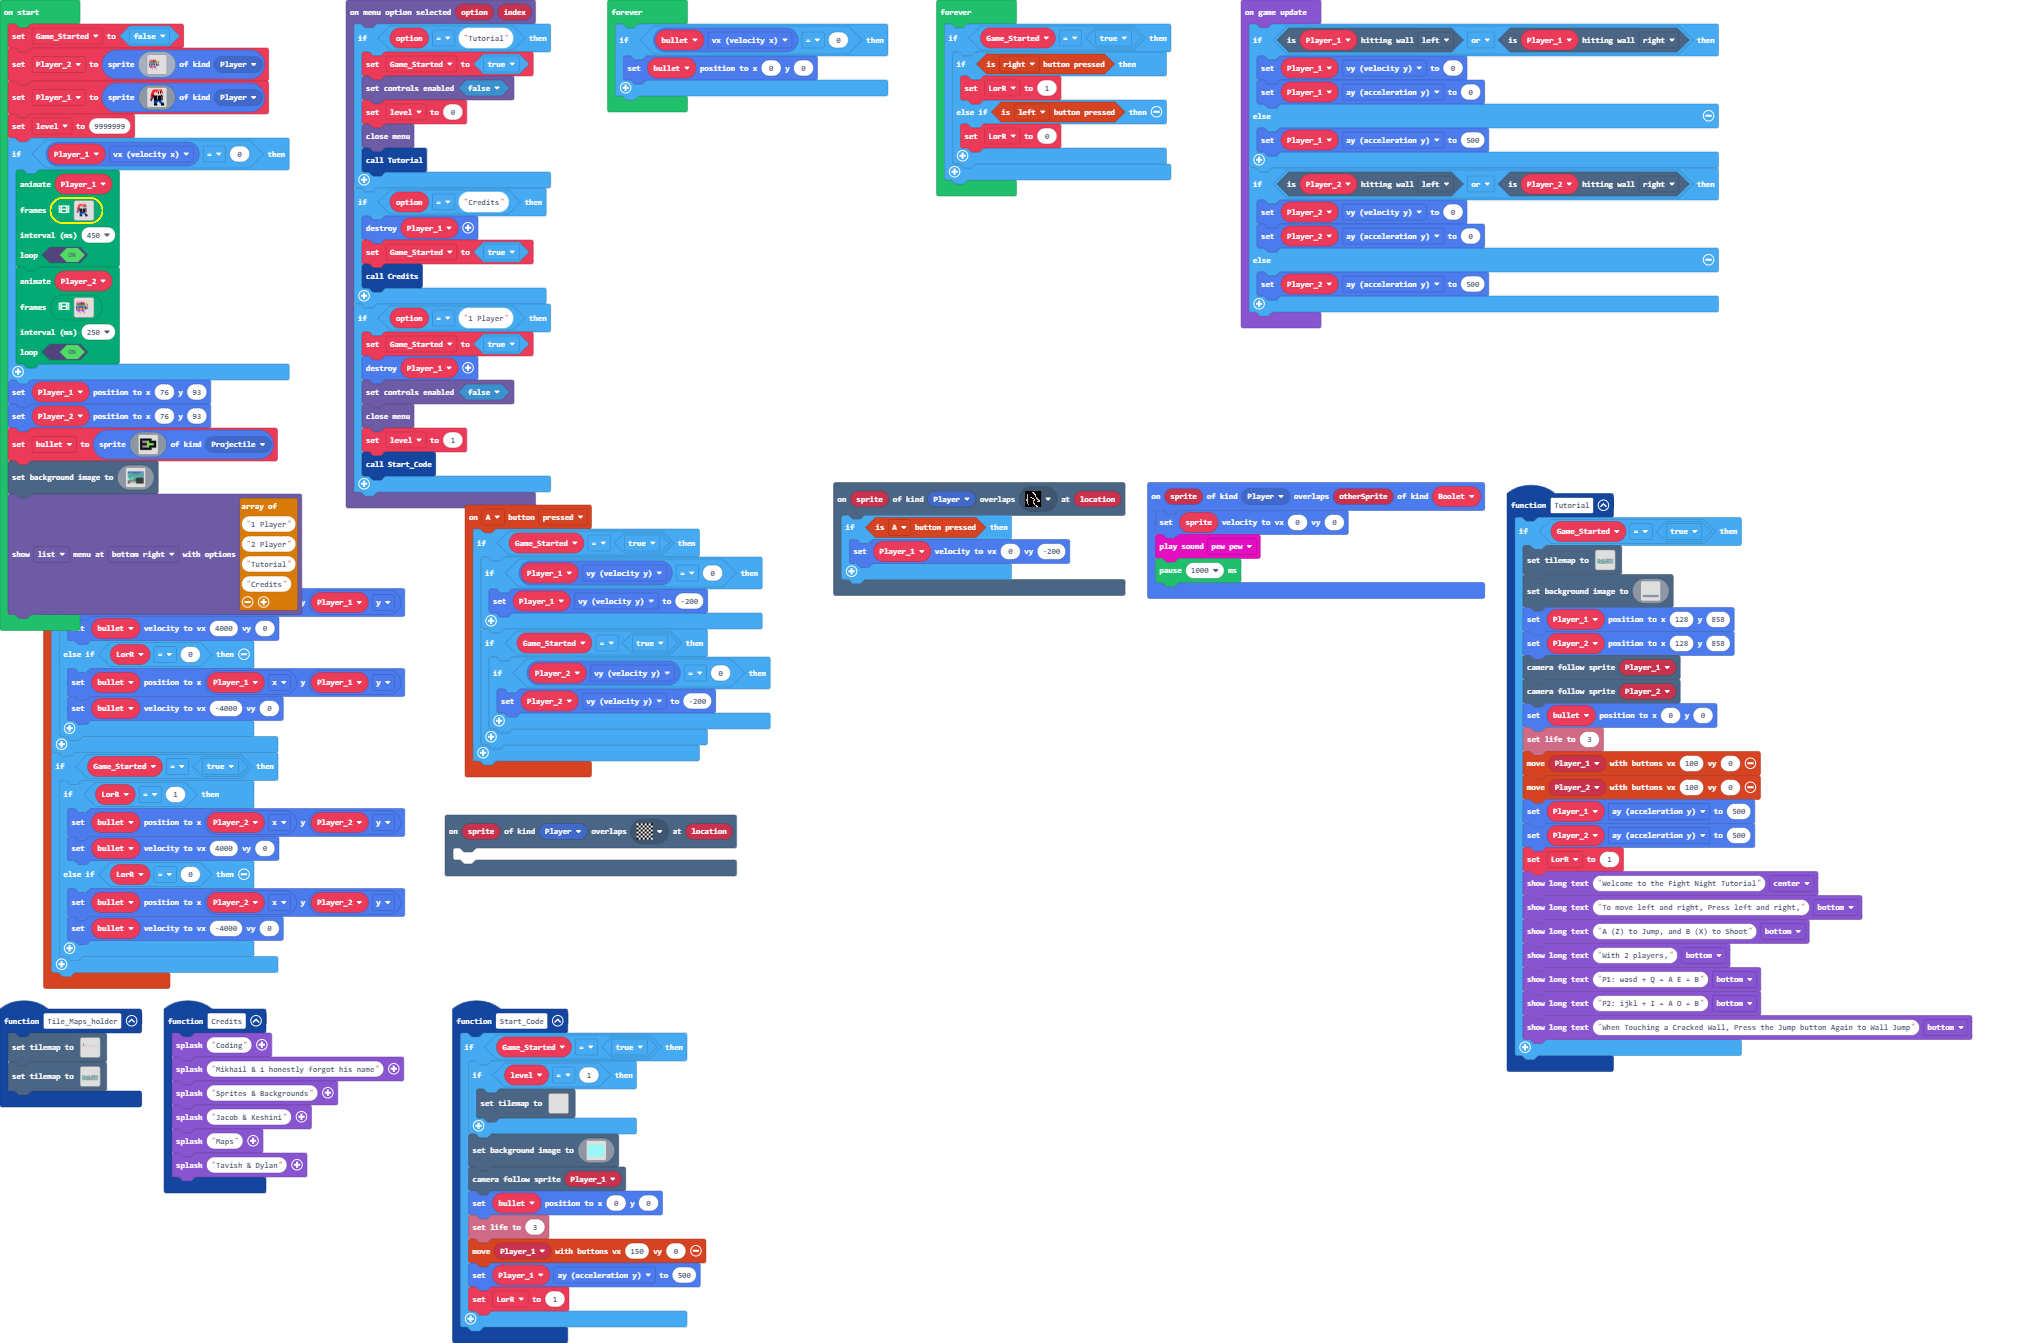 on start
set Game_Started to false
set Player_2 to sprite of kind Player
set Player_1 to sprite of kind Player
set level to 9999999
if Player_1 vx (velocity x) = 0 then
animate Player_1
frames
interval (ms) 450
loop ON
animate Player_2
frames
interval (ms) 250
loop ON
set Player_1 position to x 76 y 93
set Player_2 position to x 76 y 93
set bullet to sprite of kind Projectile
set background image to
show list menu at bottom right with options
array of
"1 Player"
"2 Player"
"Tutorial"
"Credits"
y Player_1 y
bullet velocity to vx 4000 vy 0
else if LorR = 0 then
set bullet position to x Player_1 x y Player_1 y
set bullet velocity to vx -4000 vy 0
if Game_Started = true then
if LorR = 1 then
set bullet position to x Player_2 x y Player_2 y
set bullet velocity to vx 4000 vy 0
else if LorR = 0 then
set bullet position to x Player_2 x y Player_2 y
set bullet velocity to vx -4000 vy 0
on menu option selected option index
if option = "Tutorial" then
set Game_Started to true
set controls enabled false
set level to 0
close menu
call Tutorial
if option = "Credits" then
destroy Player_1
set Game_Started to true
call Credits
if option = "1 Player" then
set Game_Started to true
destroy Player_1
set controls enabled false
close menu
set level to 1
call Start_Code
forever
if bullet vx (velocity x) = 0 then
set bullet position to x 0 y 0
forever
if Game_Started = true then
if is right button pressed then
set LorR to 1
else if is left button pressed then
set LorR to 0
on game update
if is Player_1 hitting wall left or is Player_1 hitting wall right then
set Player_1 vy (velocity y) to 0
set Player_1 ay (acceleration y) to 0
else
set Player_1 ay (acceleration y) to 500
if is Player_2 hitting wall left or is Player_2 hitting wall right then
set Player_2 vy (velocity y) to 0
set Player_2 ay (acceleration y) to 0
else
set Player_2 ay (acceleration y) to 500
on A button pressed
if Game_Started = true then
if Player_1 vy (velocity y) = 0 then
set Player_1 vy (velocity y) to -200
if Game_Started = true then
if Player_2 vy (velocity y) = 0 then
set Player_2 vy (velocity y) to -200
on sprite of kind Player overlaps at location
if is A button pressed then
set Player_1 velocity to vx 0 vy -200
on sprite of kind Player overlaps otherSprite of kind Boolet
set sprite velocity to vx 0 vy 0
play sound pew pew
pause 1000 ms
on sprite of kind Player overlaps at location
function Tutorial
if Game_Started = true then
set tilemap to
set background image to
set Player_1 position to x 128 y 858
set Player_2 position to x 128 y 858
camera follow sprite Player_1
camera follow sprite Player_2
set bullet position to x 0 y 0
set life to 3
move Player_1 with buttons vx 100 vy 0
move Player_2 with buttons vx 100 vy 0
set Player_1 ay (acceleration y) to 500
set Player_2 ay (acceleration y) to 500
set LorR to 1
show long text "Welcome to the Fight Night Tutorial" center
show long text "To move left and right, Press left and right," bottom
show long text "A (Z) to Jump, and B (X) to Shoot" bottom
show long text "With 2 players," bottom
show long text "P1: wasd + Q = A E = B" bottom
show long text "P2: ijkl + I = A O = B" bottom
show long text "When Touching a Cracked Wall, Press the Jump button Again to Wall Jump" bottom
function Tile_Maps_holder
set tilemap to
set tilemap to
function Credits
splash "Coding"
splash "Mikhail & i honestly forgot his name"
splash "Sprites & Backgrounds"
splash "Jacob & Keshini"
splash "Maps"
splash "Tavish & Dylan"
function Start_Code
if Game_Started = true then
if level = 1 then
set tilemap to
set background image to
camera follow sprite Player_1
set bullet position to x 0 y 0
set life to 3
move Player_1 with buttons vx 150 vy 0
set Player_1 ay (acceleration y) to 500
set LorR to 1